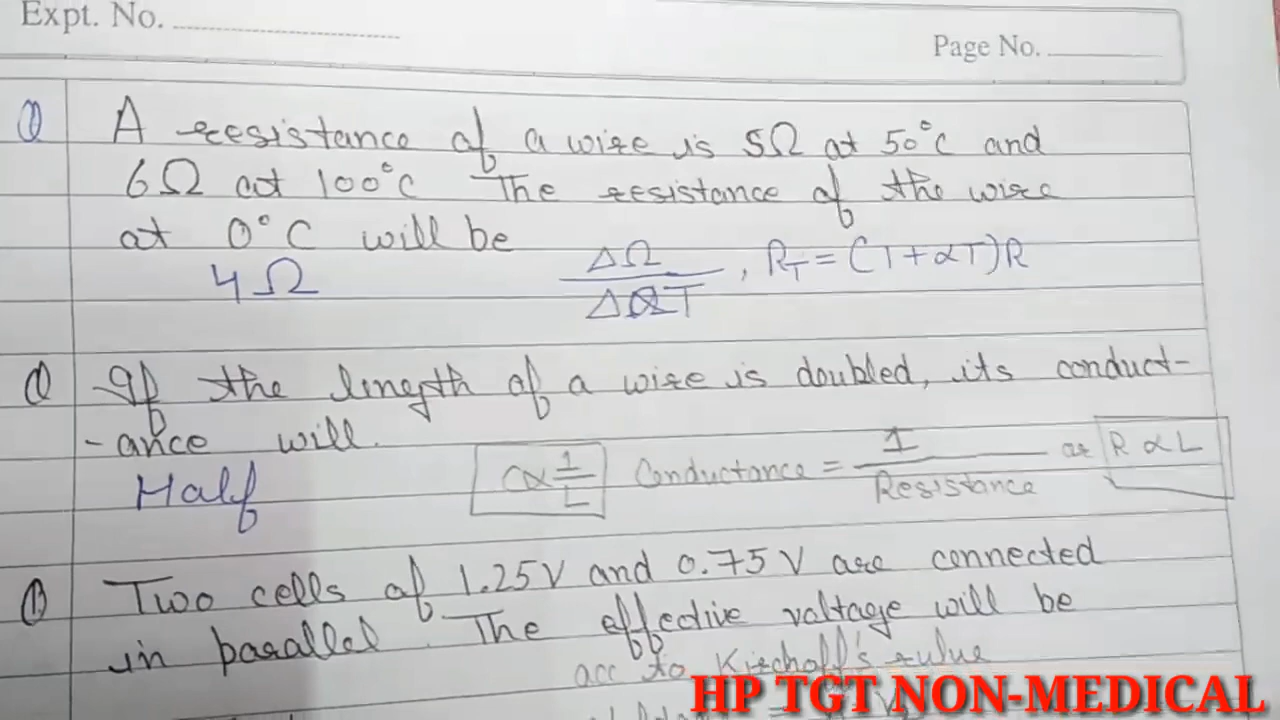 Expt. No.
Page No.
Q A resistance of a wire is 5Ω at 50°C and
6Ω at 100°C The resistance of the wire
at 0°C will be
4Ω ΔΩ / ΔT , R_T = (1+αT)R
Q If the length of a wire is doubled, its conduct-
-ance will.
Half C∝1/L Conductance = 1/Resistance as R∝L
Q Two cells of 1.25V and 0.75V are connected
in parallel. The effective voltage will be
acc to Kirchoff's rulue
HP TGT NON-MEDICAL